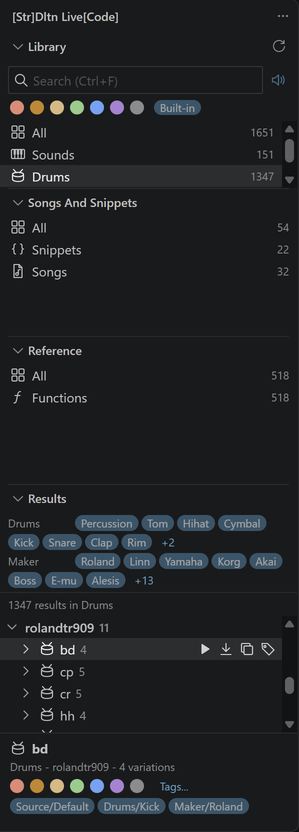 [Str]Dltn Live[Code]
Library
Search (Ctrl+F)
Built-in
All 1651
Sounds 151
Drums 1347
Songs And Snippets
All 54
{ } Snippets 22
Songs 32
Reference
All 518
Functions 518
Results
Drums Percussion Tom Hihat Cymbal
Kick Snare Clap Rim +2
Maker Roland Linn Yamaha Korg Akai
Boss E-mu Alesis +13
1347 results in Drums
rolandtr909 11
bd 4
cp 5
cr 5
hh 4
bd
Drums - rolandtr909 - 4 variations
Tags...
Source/Default Drums/Kick Maker/Roland